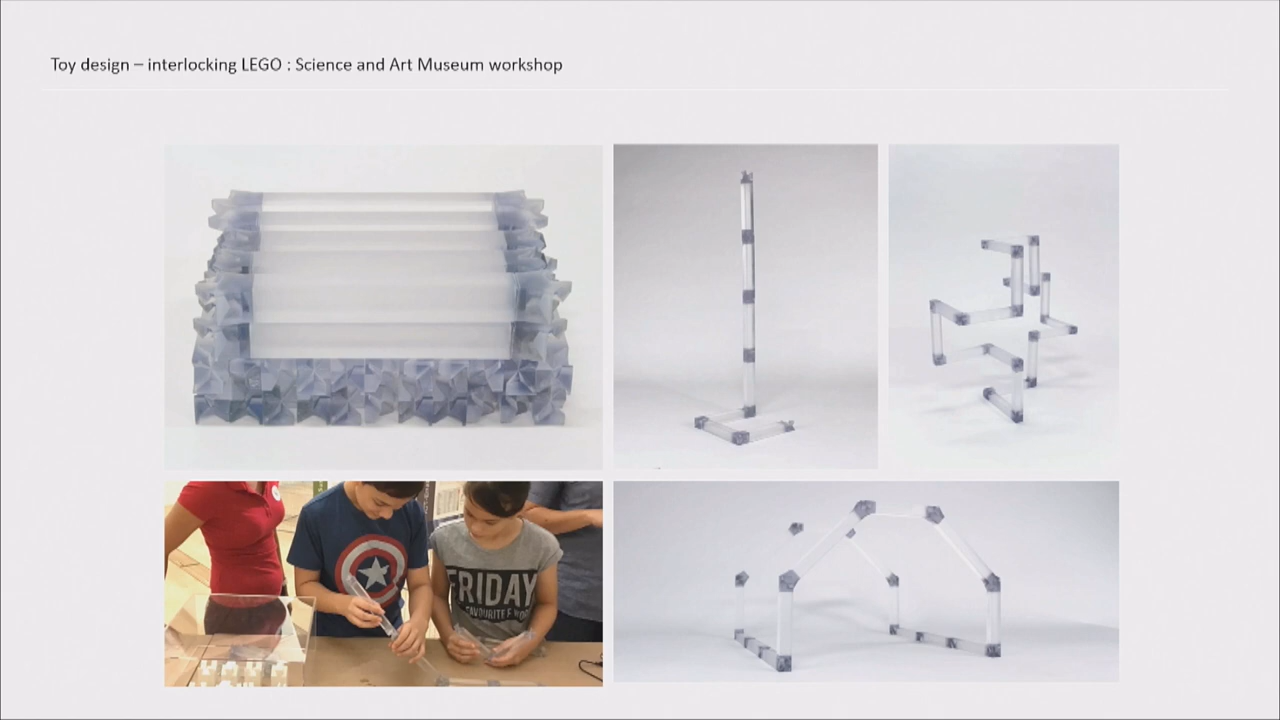 Toy design – interlocking LEGO : Science and Art Museum workshop
FRIDAY